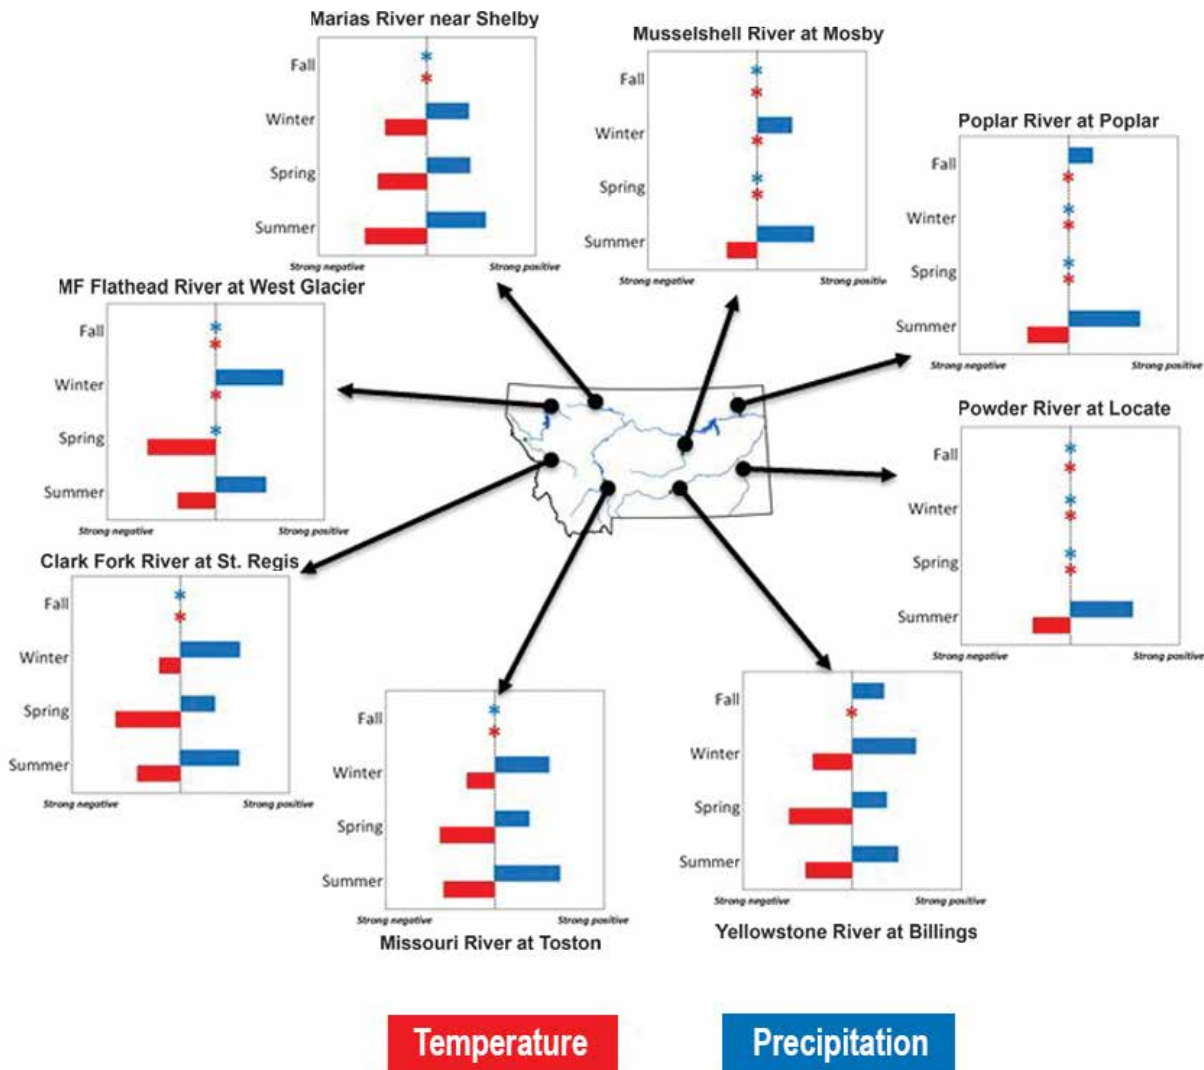 Marias River near Shelby
Fall
Winter
Spring
Summer
Strong negative Strong positive
Musselshell River at Mosby
Fall
Winter
Spring
Summer
Strong negative Strong positiv
Poplar River at Poplar
Fall
Winter
Spring
Summer
Strong negative Strong positive
MF Flathead River at West Glacier
Fall
Winter
Spring
Summer
Strong negative Strong positive
Powder River at Locate
Fall
Winter
Spring
Summer
Strong negative Strong positive
Clark Fork River at St. Regis
Fall
Winter
Spring
Summer
Strong negative Strong positive
Fall
Winter
Spring
Summer
Strong negative Strong positive
Missouri River at Toston
Fall
Winter
Spring
Summer
Strong negative Strong positive
Yellowstone River at Billings
Temperature Precipitation